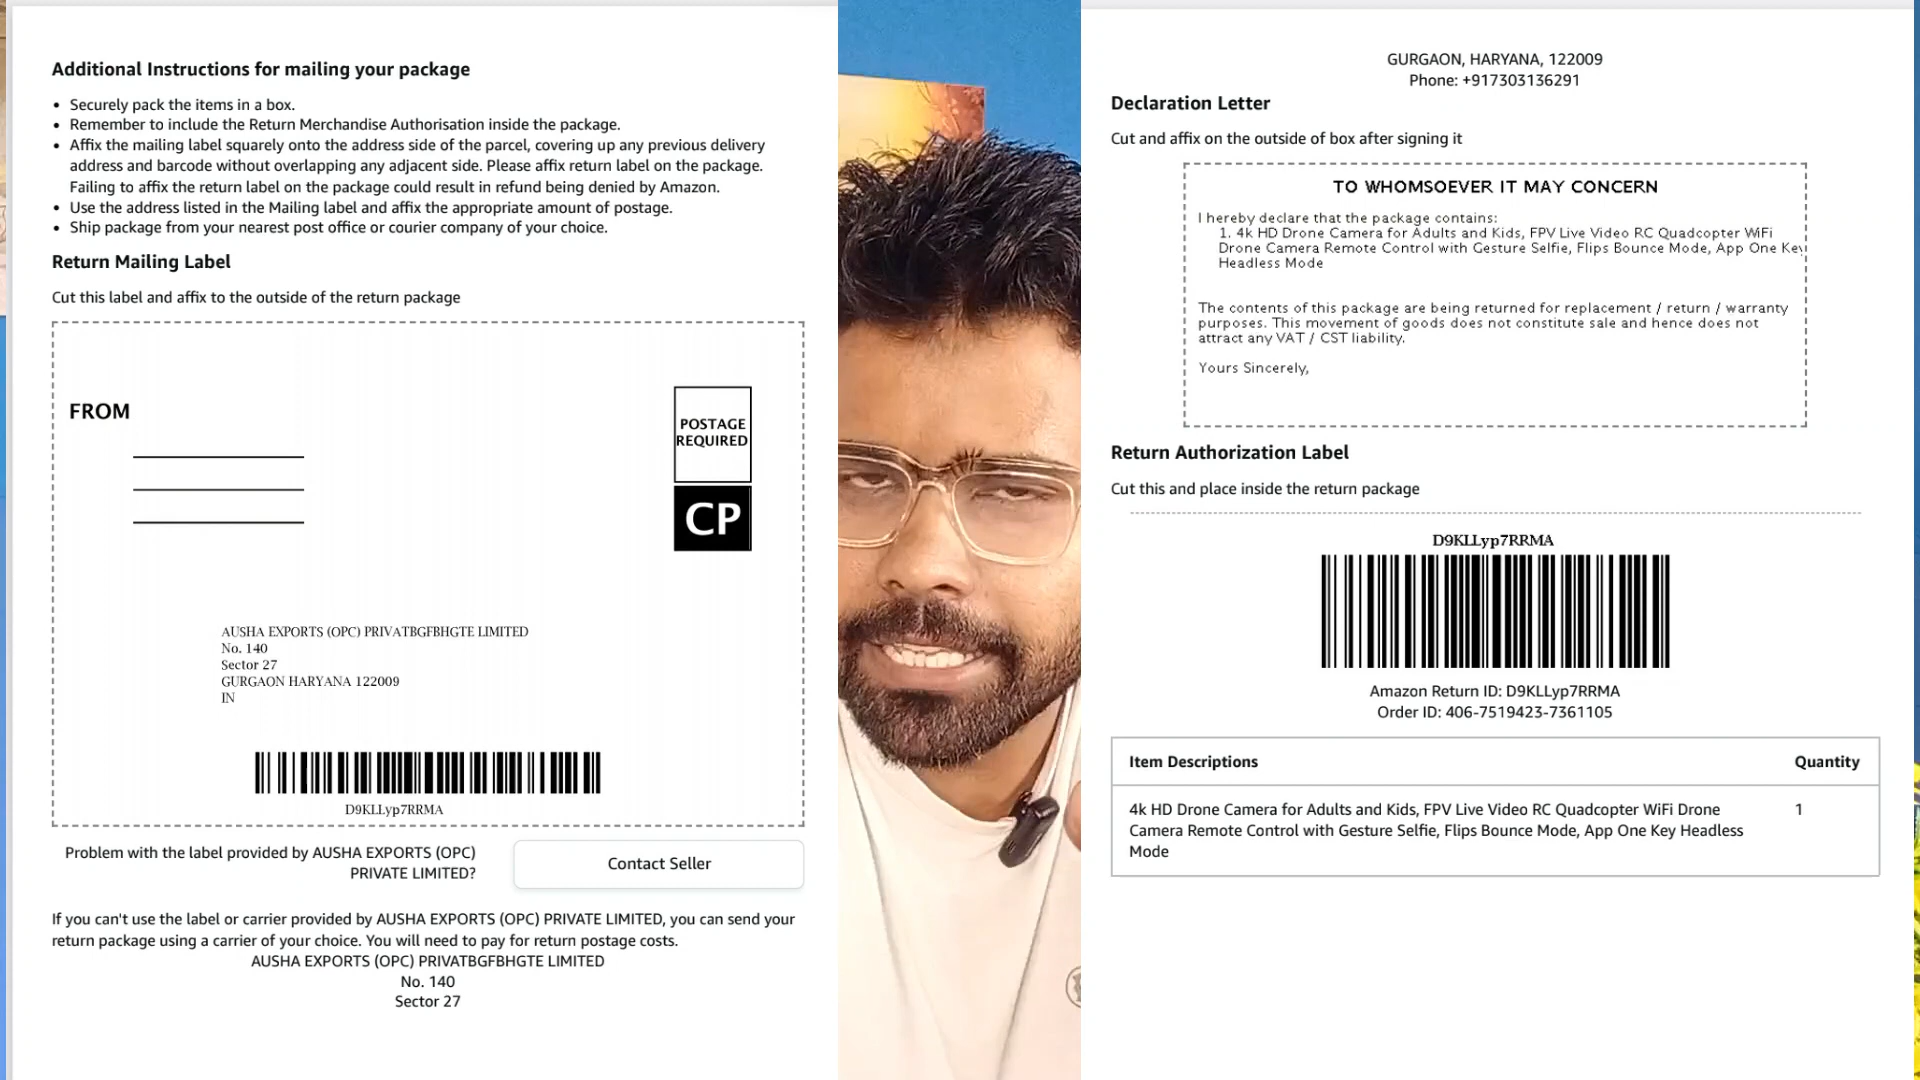 Additional Instructions for mailing your package
• Securely pack the items in a box.
• Remember to include the Return Merchandise Authorisation inside the package.
• Affix the mailing label squarely onto the address side of the parcel, covering up any previous delivery
address and barcode without overlapping any adjacent side. Please affix return label on the package.
Failing to affix the return label on the package could result in refund being denied by Amazon.
• Use the address listed in the Mailing label and affix the appropriate amount of postage.
• Ship package from your nearest post office or courier company of your choice.
Return Mailing Label
Cut this label and affix to the outside of the return package
FROM
POSTAGE
REQUIRED
CP
AUSHA EXPORTS (OPC) PRIVATBGFBHGTE LIMITED
No. 140
Sector 27
GURGAON HARYANA 122009
IN
D9KLLyp7RRMA
Problem with the label provided by AUSHA EXPORTS (OPC)
PRIVATE LIMITED?
Contact Seller
If you can't use the label or carrier provided by AUSHA EXPORTS (OPC) PRIVATE LIMITED, you can send your
return package using a carrier of your choice. You will need to pay for return postage costs.
AUSHA EXPORTS (OPC) PRIVATBGFBHGTE LIMITED
No. 140
Sector 27
GURGAON, HARYANA, 122009
Phone: +917303136291
Declaration Letter
Cut and affix on the outside of box after signing it
TO WHOMSOEVER IT MAY CONCERN
I hereby declare that the package contains:
1. 4k HD Drone Camera for Adults and Kids, FPV Live Video RC Quadcopter WiFi
Drone Camera Remote Control with Gesture Selfie, Flips Bounce Mode, App One Key
Headless Mode
The contents of this package are being returned for replacement / return / warranty
purposes. This movement of goods does not constitute sale and hence does not
attract any VAT / CST liability.
Yours Sincerely,
Return Authorization Label
Cut this and place inside the return package
D9KLLyp7RRMA
Amazon Return ID: D9KLLyp7RRMA
Order ID: 406-7519423-7361105
Item Descriptions Quantity
4k HD Drone Camera for Adults and Kids, FPV Live Video RC Quadcopter WiFi Drone 1
Camera Remote Control with Gesture Selfie, Flips Bounce Mode, App One Key Headless
Mode